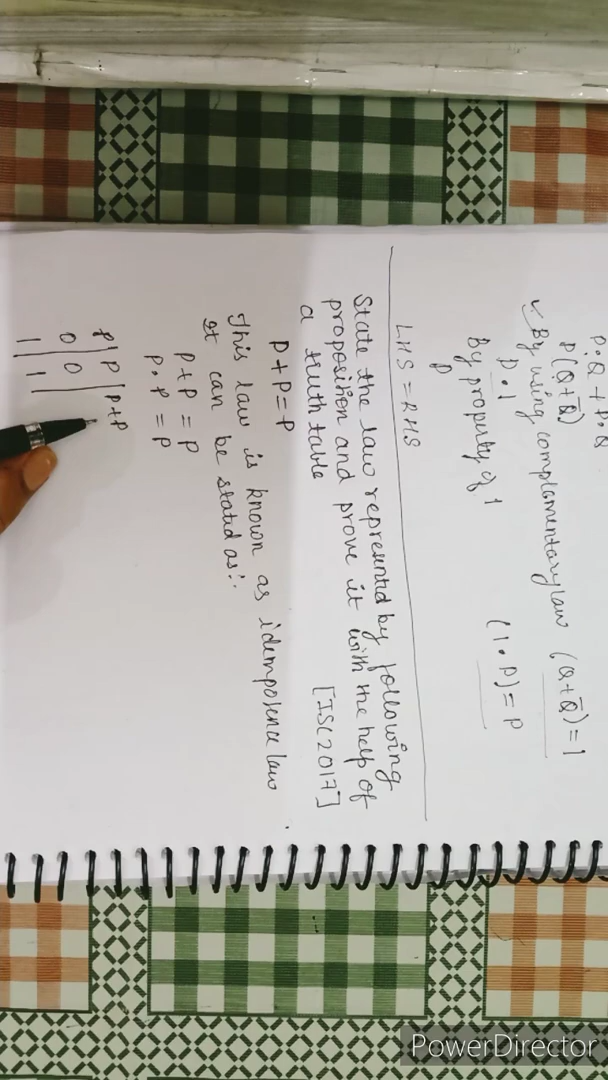 P.Q + P.Q
P(Q+Q̅)
✓ By using complementary law (Q+Q̅)=1
P.1
By property of 1 (1.P)=P
P
LHS = RHS
State the law represented by following
proposition and prove it with the help of
a truth table [ISC 2017]
P+P=P
This law is known as idempotence law
It can be stated as:.
P+P = P
P.P = P
P | P | P+P
0 | 0 |
1 | 1 |
PowerDirector